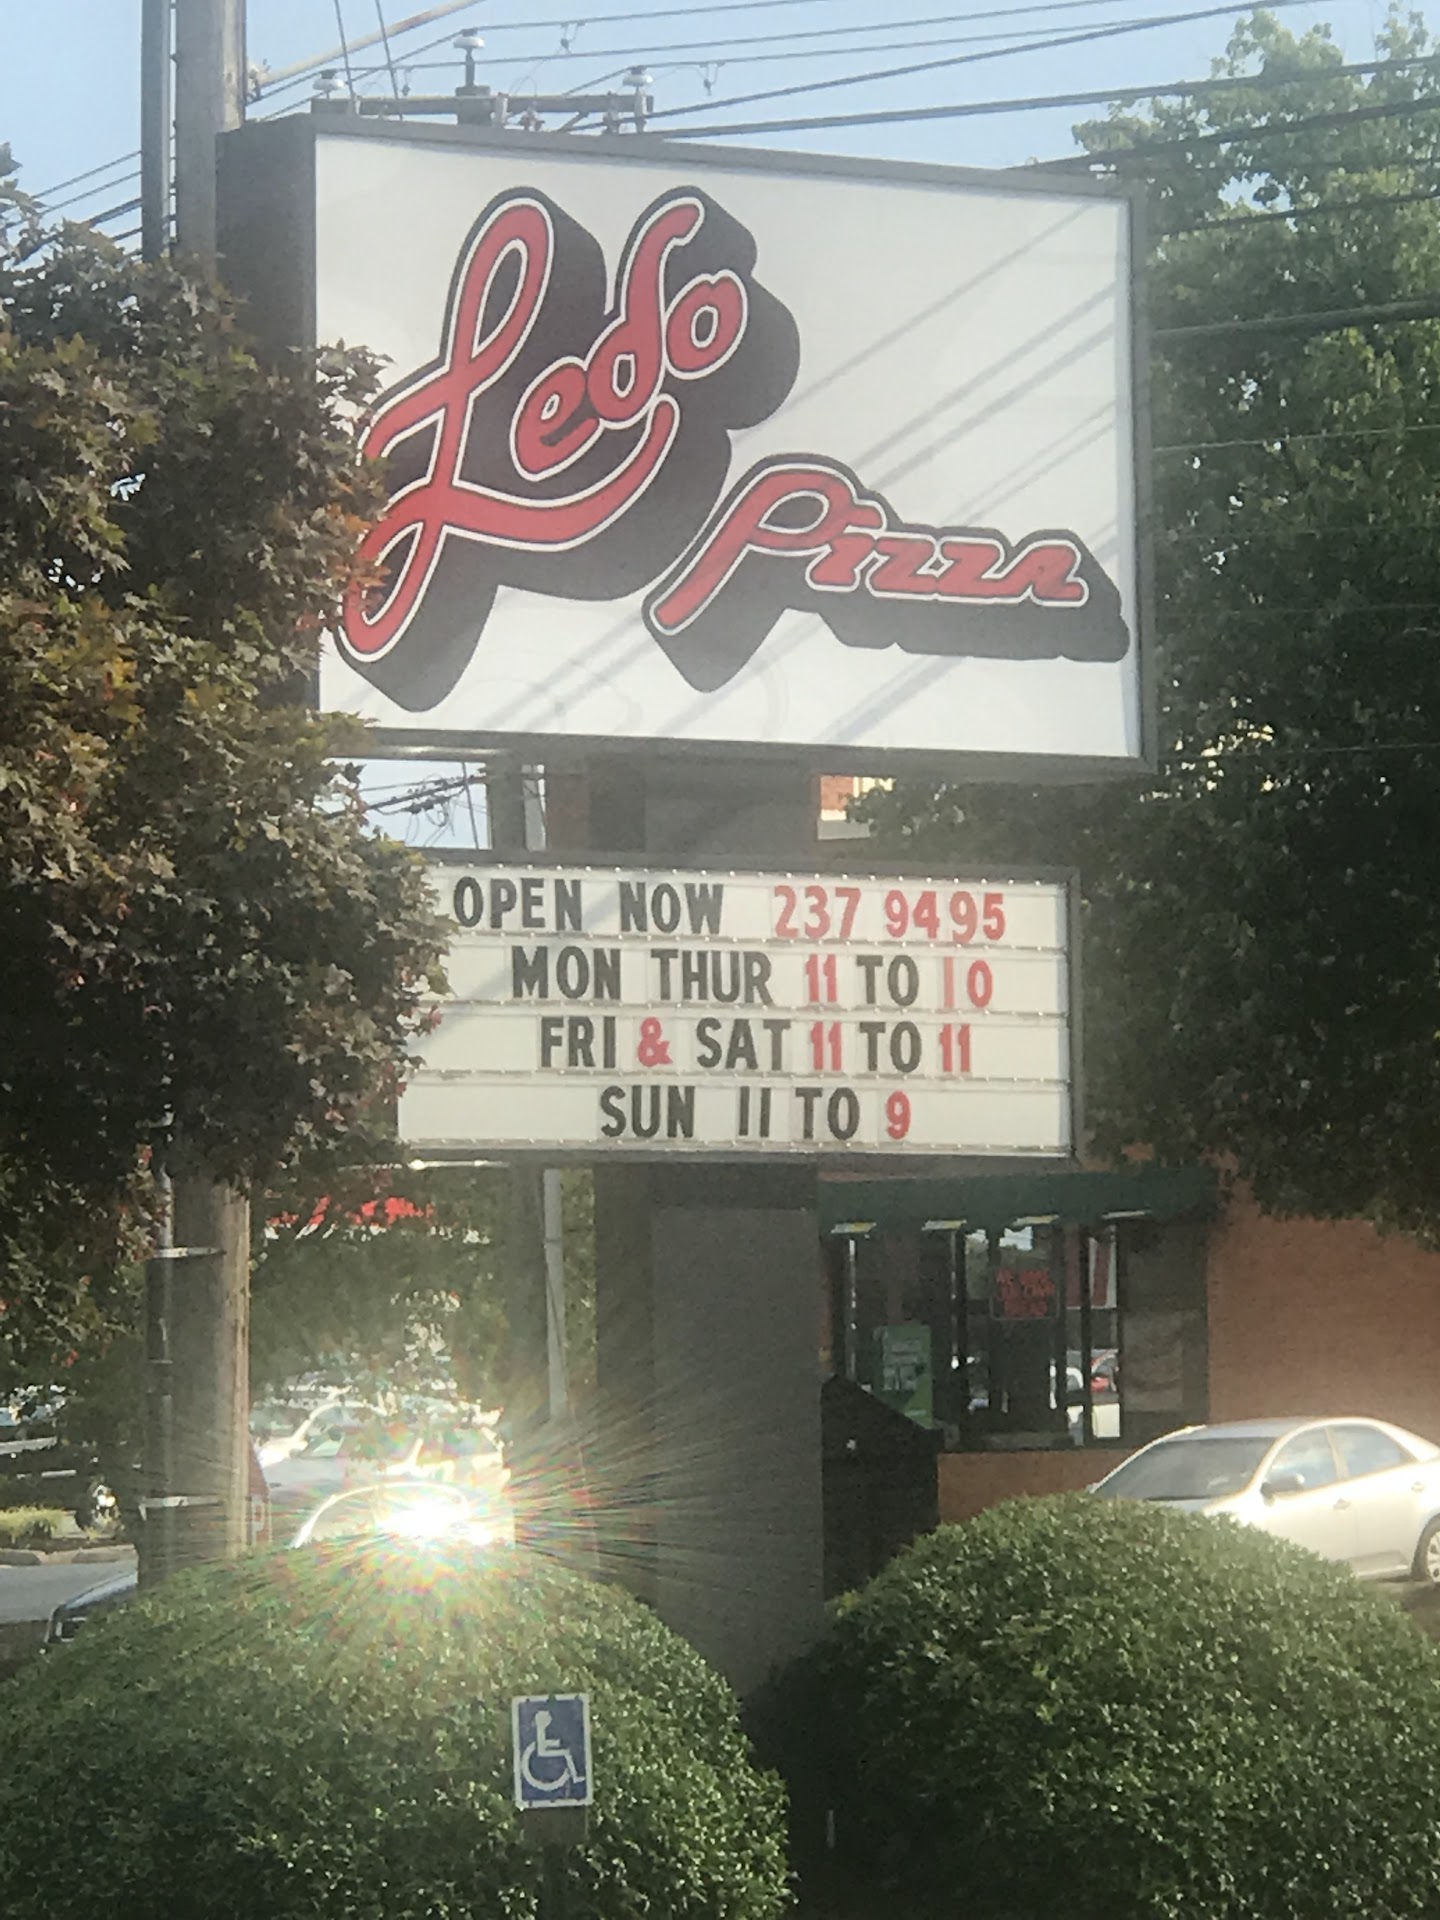 Ledo
Pizza
OPEN NOW 237 9495
MON THUR 11 TO 10
FRI & SAT 11 TO 11
SUN 11 TO 9